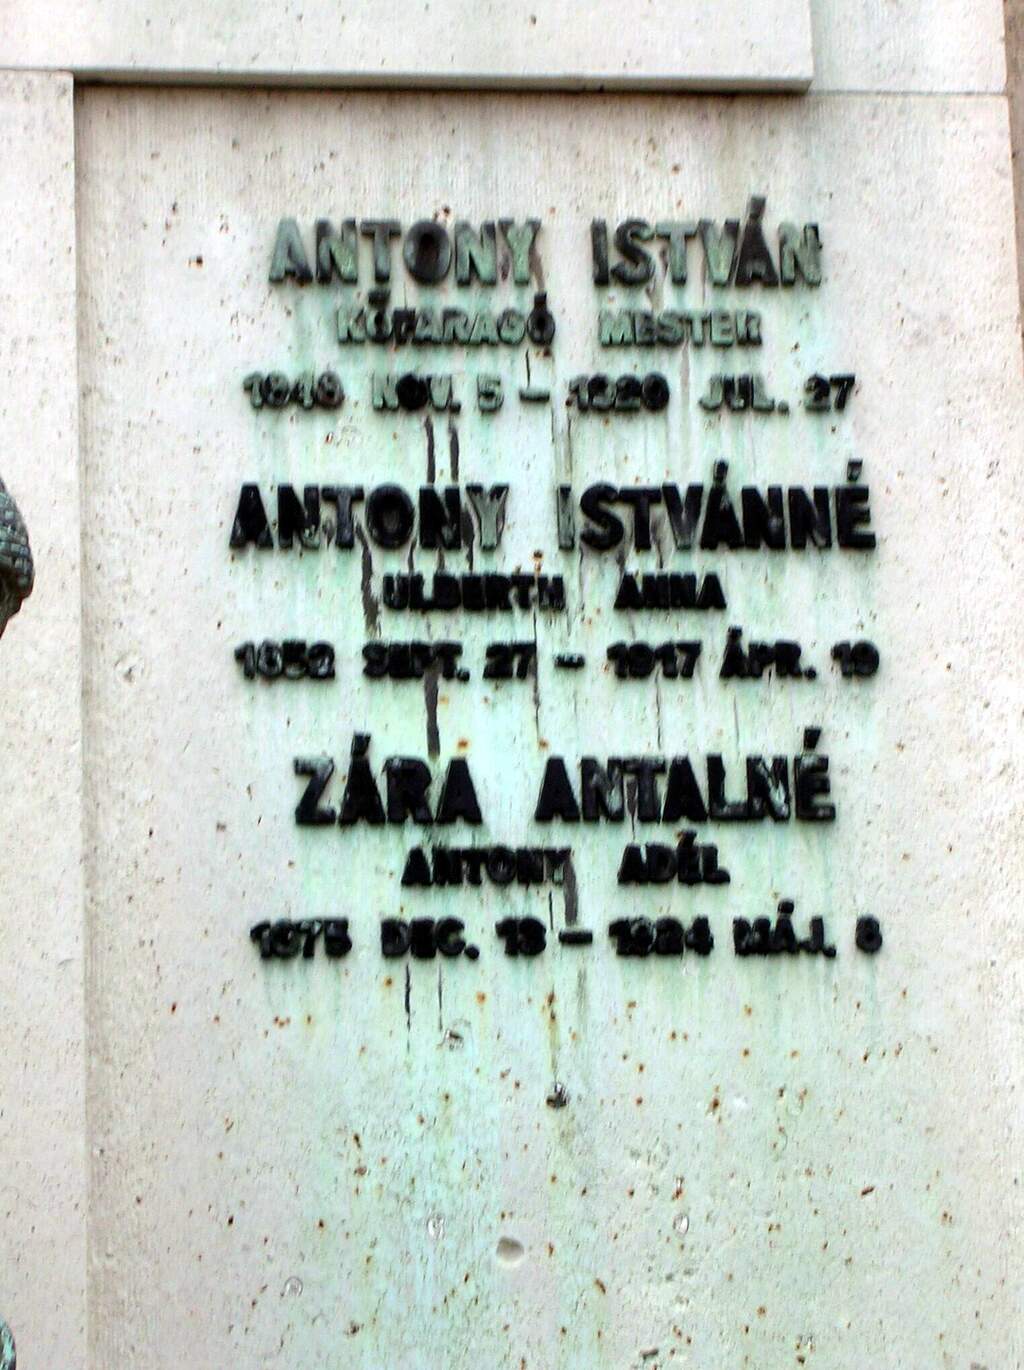 ANTONY ISTVÁN
KŐFARAGÓ MESTER
1848 NOV. 5 – 1920 JUL. 27
ANTONY ISTVÁNNÉ
ULBERTH ANNA
1852 SEPT. 27 – 1917 ÁPR. 19
ZÁRA ANTALNÉ
ANTONY ADÉL
1875 DEC. 13 – 1924 MÁJ. 8